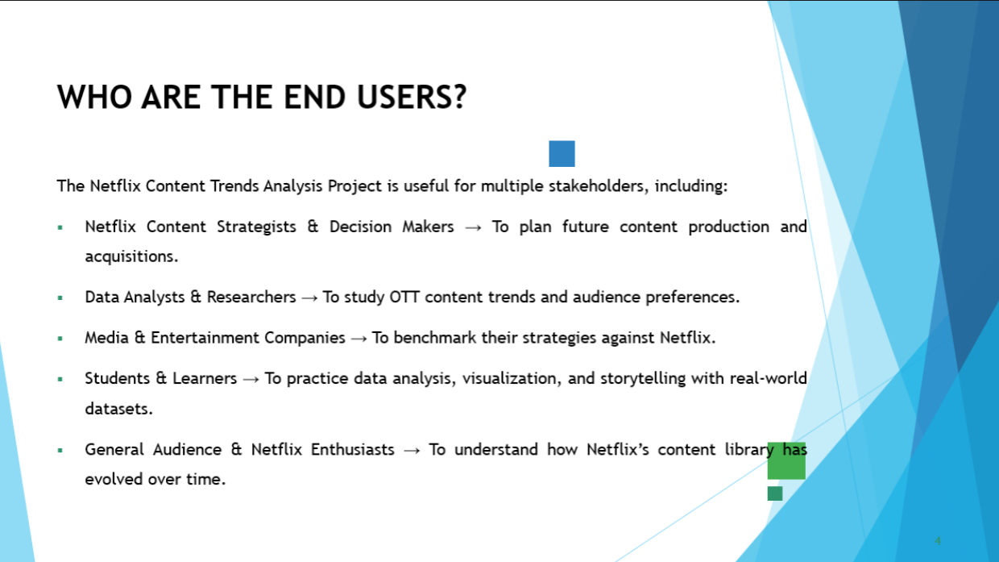 WHO ARE THE END USERS?
The Netflix Content Trends Analysis Project is useful for multiple stakeholders, including:
▪ Netflix Content Strategists & Decision Makers → To plan future content production and
acquisitions.
▪ Data Analysts & Researchers → To study OTT content trends and audience preferences.
▪ Media & Entertainment Companies → To benchmark their strategies against Netflix.
▪ Students & Learners → To practice data analysis, visualization, and storytelling with real-world
datasets.
▪ General Audience & Netflix Enthusiasts → To understand how Netflix’s content library has
evolved over time.
4